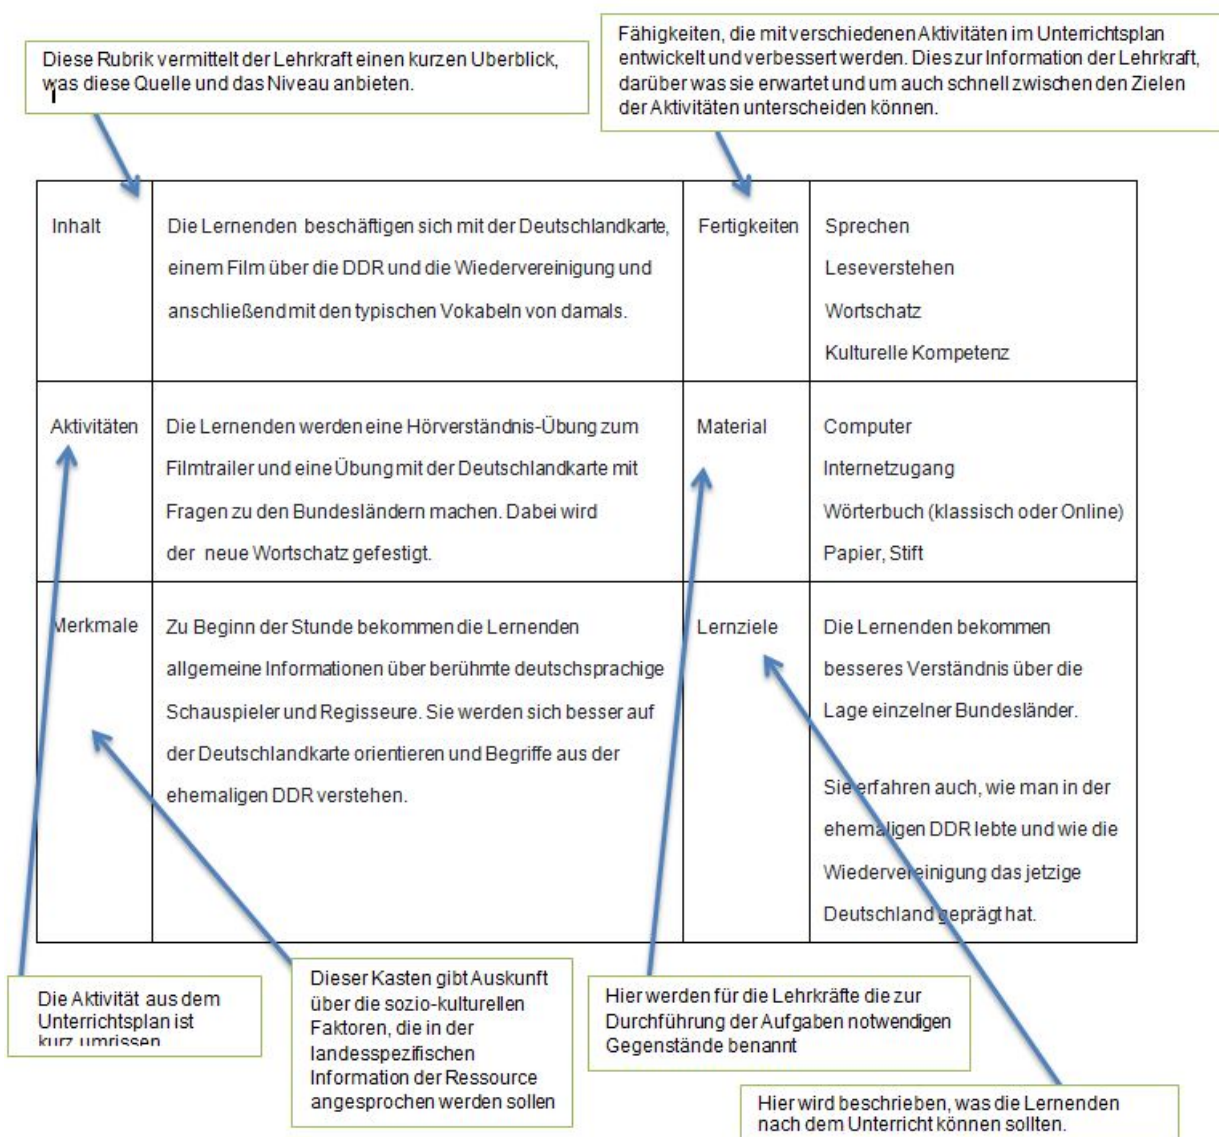 Diese Rubrik vermittelt der Lehrkraft einen kurzen Uberblick,
was diese Quelle und das Niveau anbieten.
Fähigkeiten, die mit verschiedenen Aktivitäten im Unterrichtsplan
entwickelt und verbessert werden. Dies zur Information der Lehrkraft,
darüber was sie erwartet und um auch schnell zwischen den Zielen
der Aktivitäten unterscheiden können.
Inhalt
Die Lernenden beschäftigen sich mit der Deutschlandkarte,
einem Film über die DDR und die Wiedervereinigung und
anschließend mit den typischen Vokabeln von damals.
Fertigkeiten
Sprechen
Leseverstehen
Wortschatz
Kulturelle Kompetenz
Aktivitäten
Die Lernenden werden eine Hörverständnis-Übung zum
Filmtrailer und eine Übung mit der Deutschlandkarte mit
Fragen zu den Bundesländern machen. Dabei wird
der neue Wortschatz gefestigt.
Material
Computer
Internetzugang
Wörterbuch (klassisch oder Online)
Papier, Stift
Merkmale
Zu Beginn der Stunde bekommen die Lernenden
allgemeine Informationen über berühmte deutschsprachige
Schauspieler und Regisseure. Sie werden sich besser auf
der Deutschlandkarte orientieren und Begriffe aus der
ehemaligen DDR verstehen.
Lernziele
Die Lernenden bekommen
besseres Verständnis über die
Lage einzelner Bundesländer.
Sie erfahren auch, wie man in der
ehemaligen DDR lebte und wie die
Wiedervereinigung das jetzige
Deutschland geprägt hat.
Die Aktivität aus dem
Unterrichtsplan ist
kurz umrissen
Dieser Kasten gibt Auskunft
über die sozio-kulturellen
Faktoren, die in der
landesspezifischen
Information der Ressource
angesprochen werden sollen
Hier werden für die Lehrkräfte die zur
Durchführung der Aufgaben notwendigen
Gegenstände benannt
Hier wird beschrieben, was die Lernenden
nach dem Unterricht können sollten.